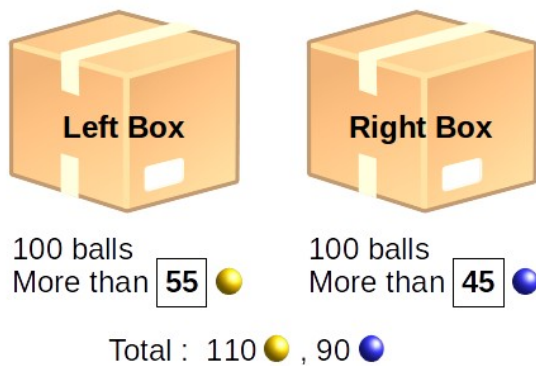 Left Box
Right Box
100 balls
More than 55
100 balls
More than 45
Total : 110 , 90